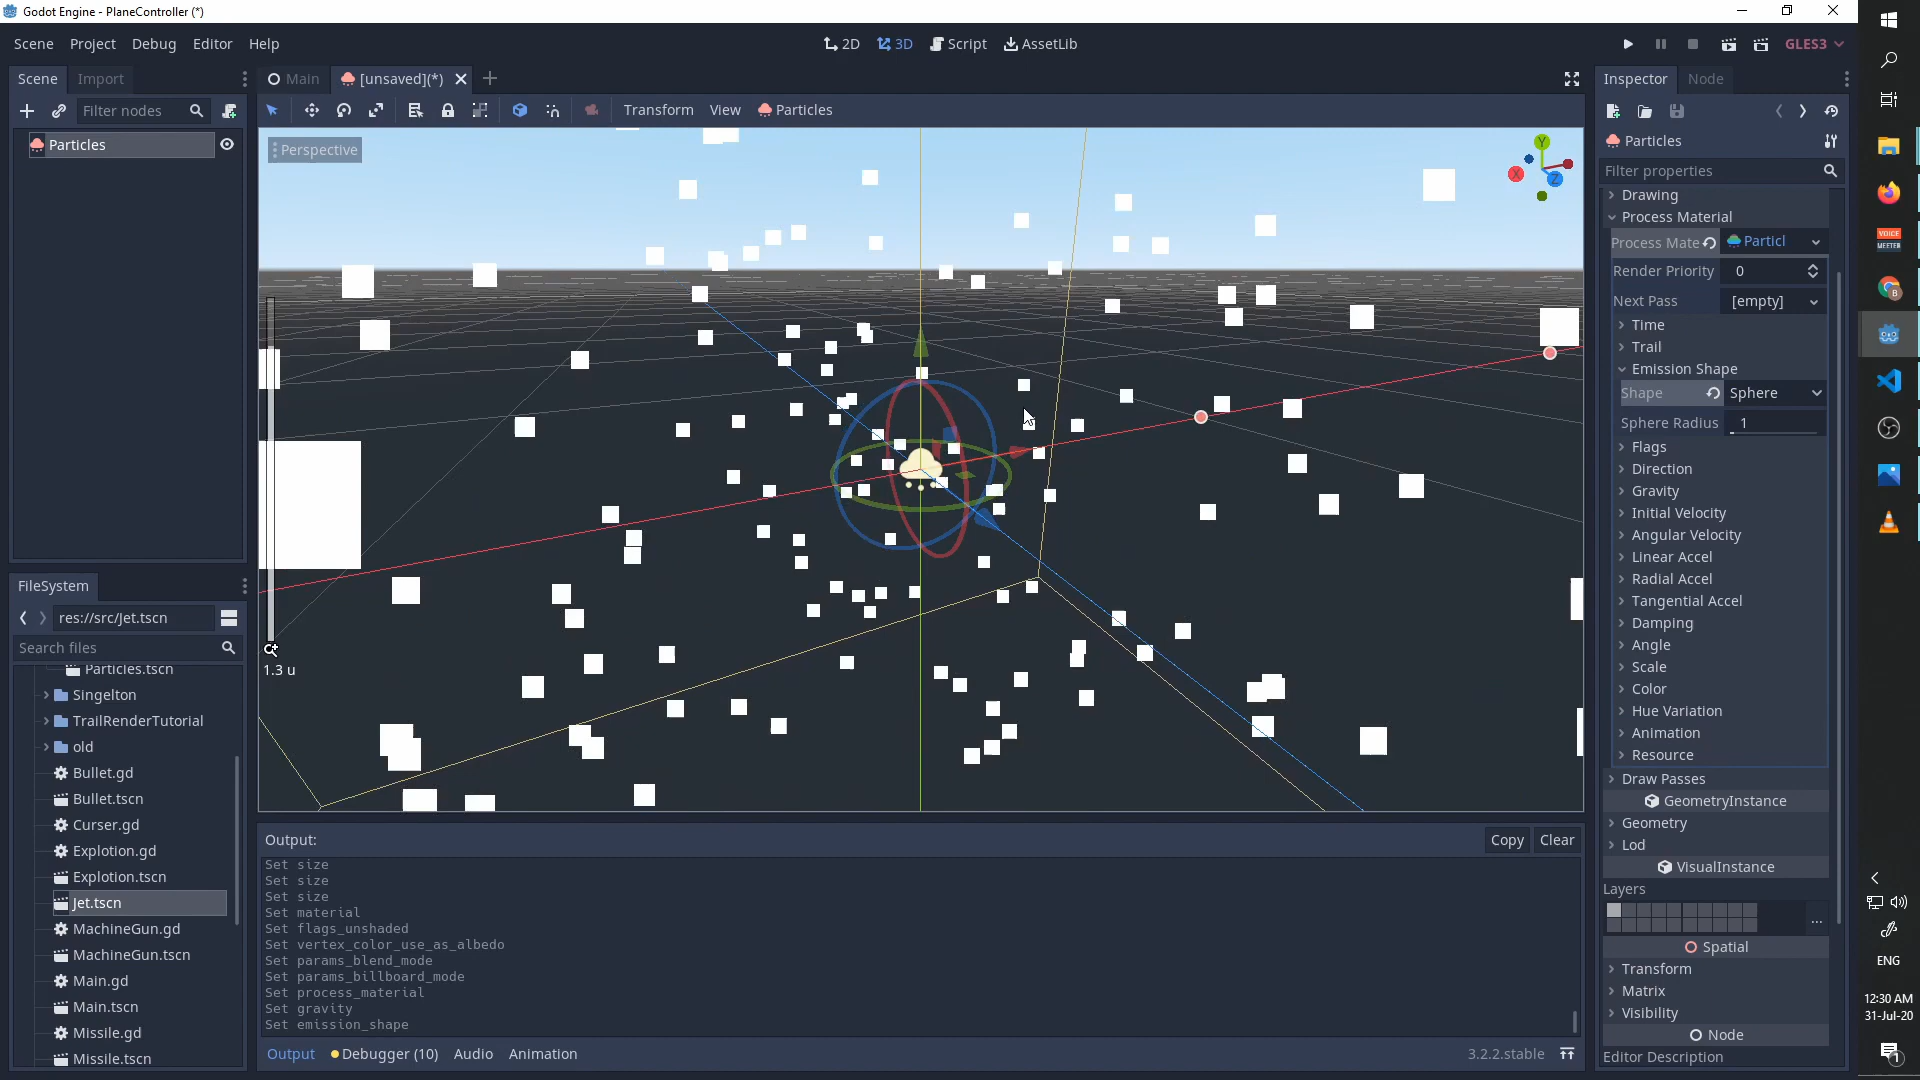 Godot Engine - PlaneController (*)
Scene Project Debug Editor Help
2D 3D Script AssetLib
GLES3
Scene Import
Main [unsaved](*)
Inspector Node
Filter nodes
Transform View Particles
Particles
Perspective
Y
X
Z
1.3 u
Particles
Filter properties
Drawing
Process Material
Process Mate Particl
Render Priority 0
Next Pass [empty]
Time
Trail
Emission Shape
Shape Sphere
Sphere Radius 1
Flags
Direction
Gravity
Initial Velocity
Angular Velocity
Linear Accel
Radial Accel
Tangential Accel
Damping
Angle
Scale
Color
Hue Variation
Animation
Resource
Draw Passes
GeometryInstance
Geometry
Lod
VisualInstance
Layers
...
Spatial
Transform
Matrix
Visibility
Node
Editor Description
FileSystem
res://src/Jet.tscn
Search files
Particles.tscn
Singelton
TrailRenderTutorial
old
Bullet.gd
Bullet.tscn
Curser.gd
Explotion.gd
Explotion.tscn
Jet.tscn
MachineGun.gd
MachineGun.tscn
Main.gd
Main.tscn
Missile.gd
Missile.tscn
Output:
Copy Clear
Set size
Set size
Set size
Set material
Set flags_unshaded
Set vertex_color_use_as_albedo
Set params_blend_mode
Set params_billboard_mode
Set process_material
Set gravity
Set emission_shape
Output Debugger (10) Audio Animation
3.2.2.stable
VOICE
MEETER
B
ENG
12:30 AM
31-Jul-20
1